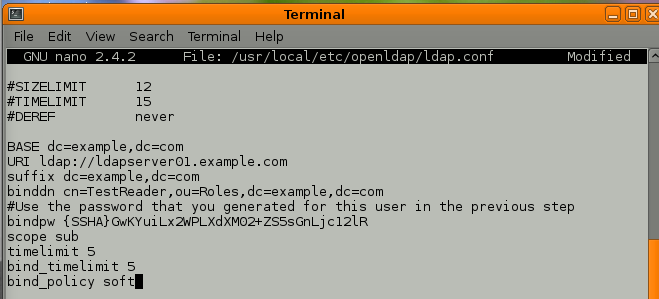 Terminal
File Edit View Search Terminal Help
GNU nano 2.4.2 File: /usr/local/etc/openldap/ldap.conf Modified
#SIZELIMIT 12
#TIMELIMIT 15
#DEREF never
BASE dc=example,dc=com
URI ldap://ldapserver01.example.com
suffix dc=example,dc=com
binddn cn=TestReader,ou=Roles,dc=example,dc=com
#Use the password that you generated for this user in the previous step
bindpw {SSHA}GwKYuiLx2WPLXdXM02+ZS5sGnLjc12lR
scope sub
timelimit 5
bind_timelimit 5
bind_policy soft